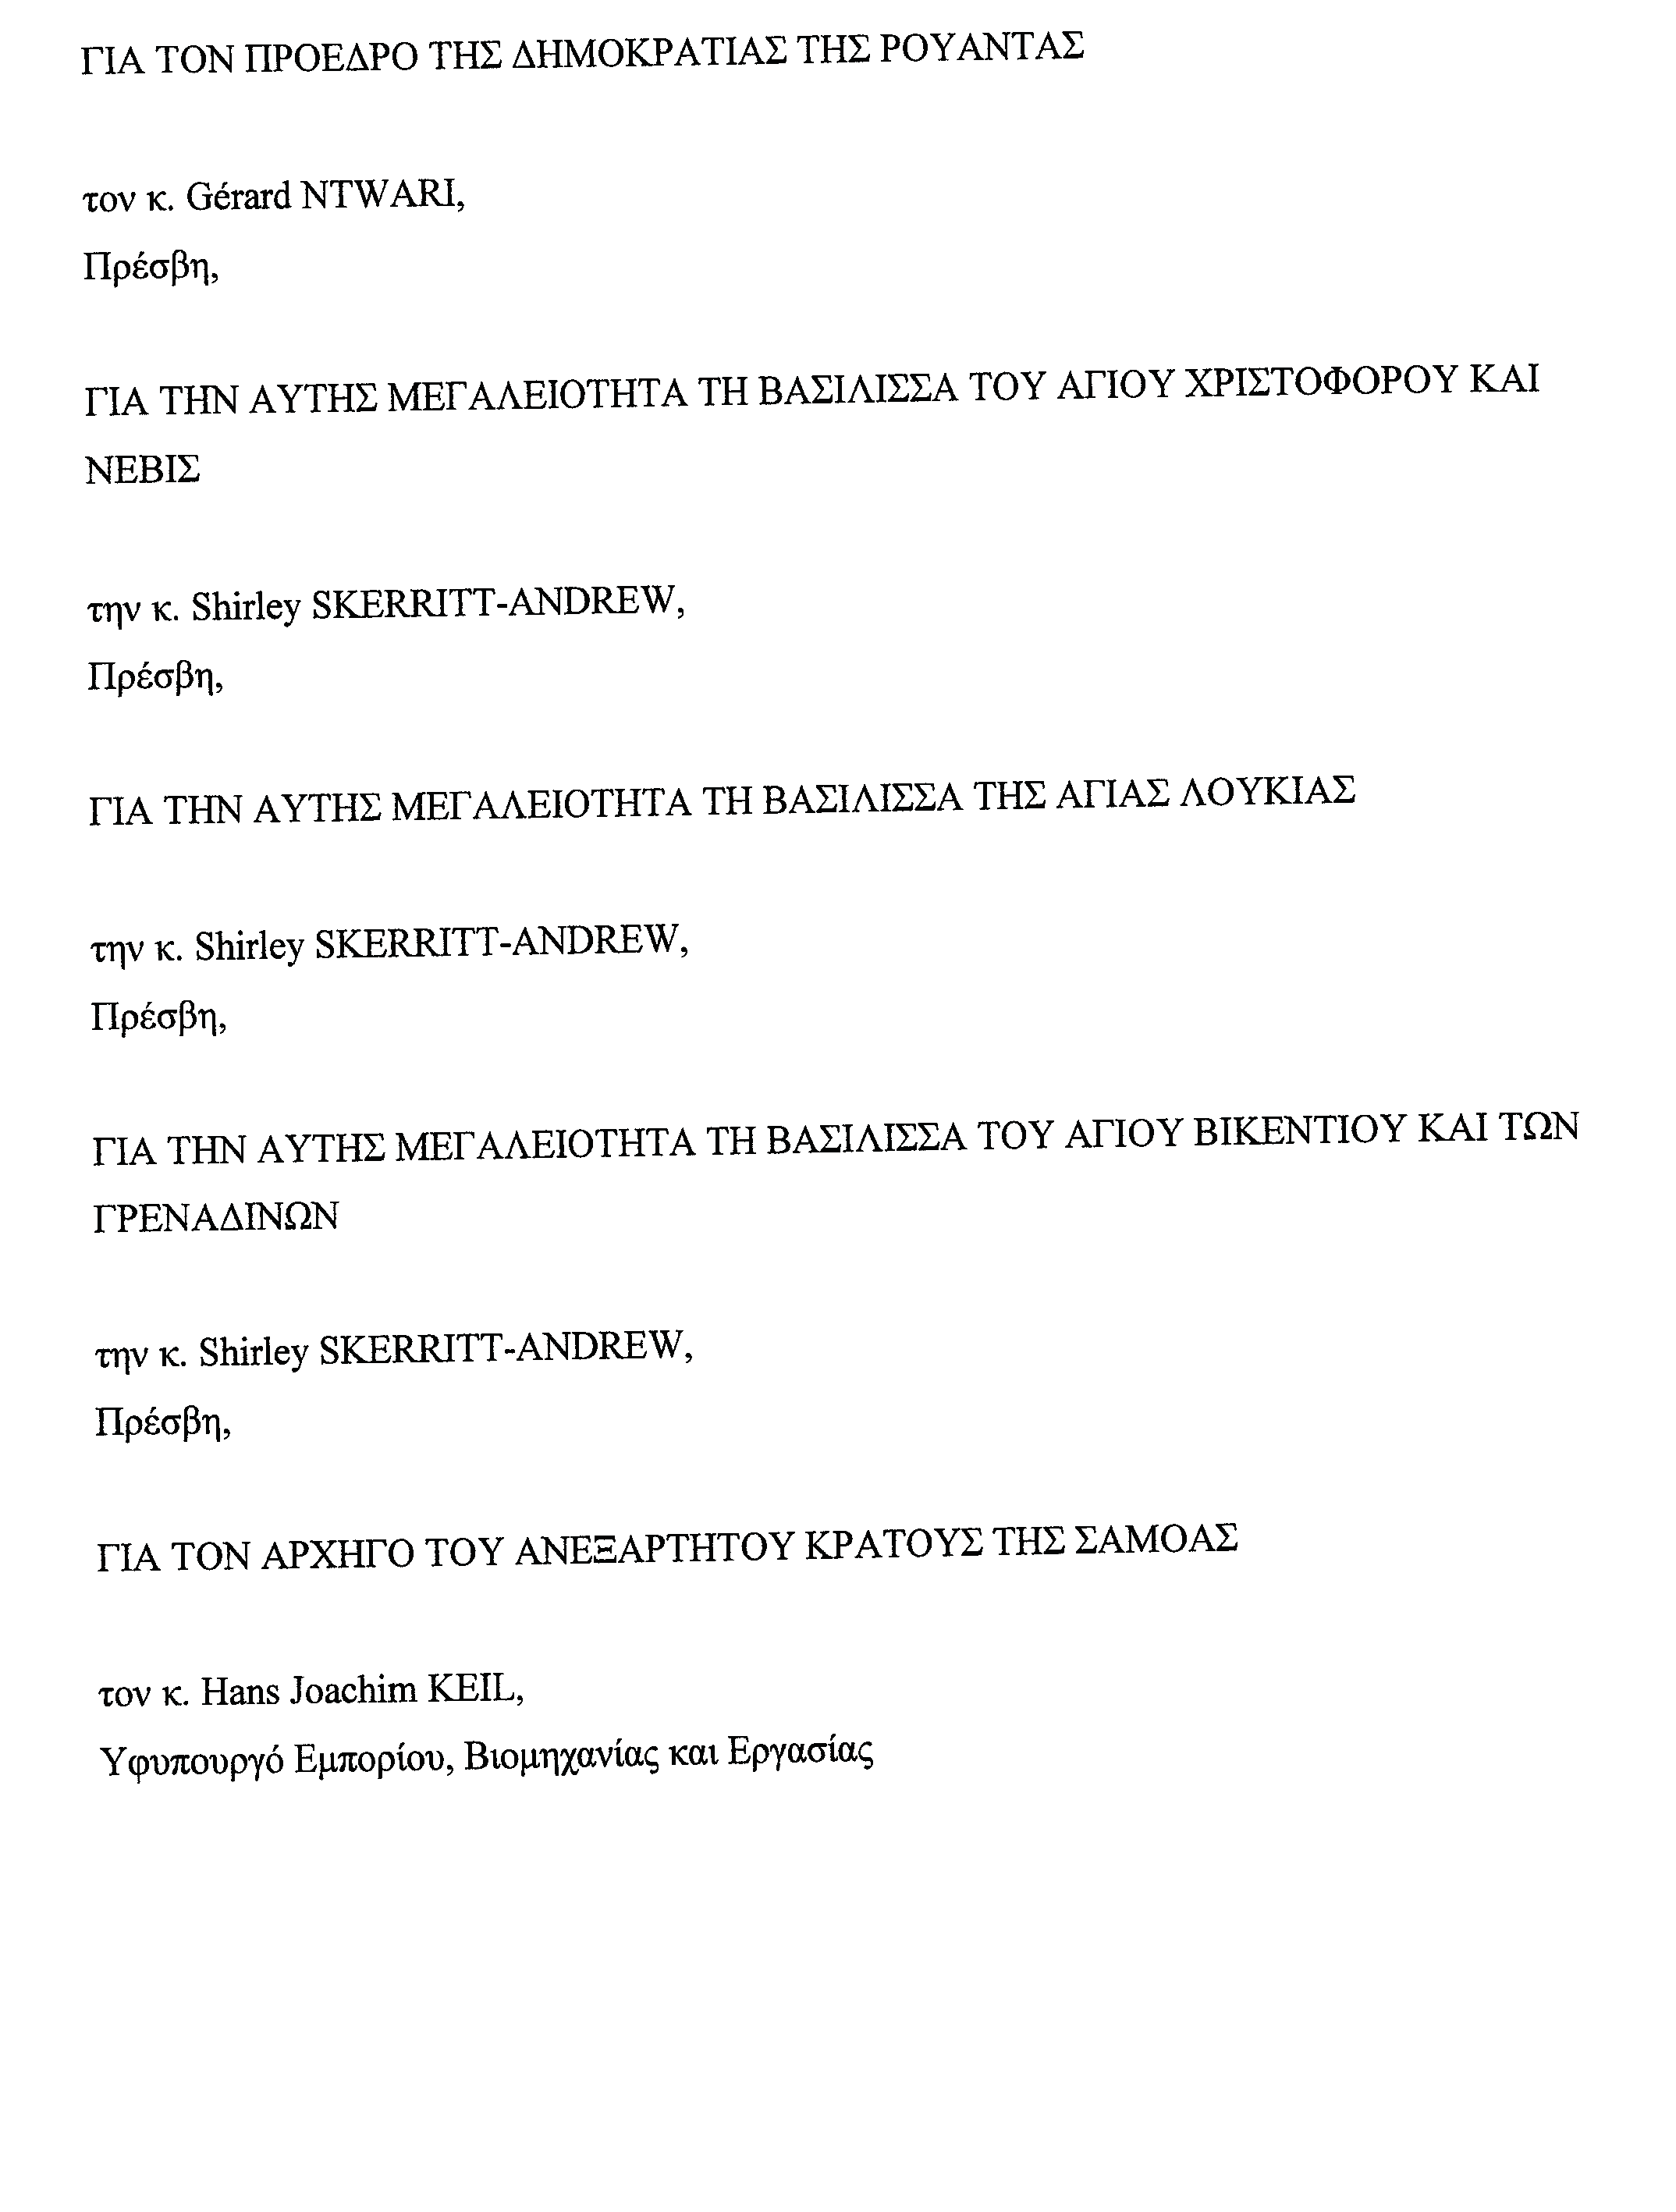 ΓΙΑ ΤΟΝ ΠΡΟΕΔΡΟ ΤΗΣ ΔΗΜΟΚΡΑΤΙΑΣ ΤΗΣ ΡΟΥΑΝΤΑΣ
τον κ. Gérard NTWARI,
Πρέσβη,
ΓΙΑ ΤΗΝ ΑΥΤΗΣ ΜΕΓΑΛΕΙΟΤΗΤΑ ΤΗ ΒΑΣΙΛΙΣΣΑ ΤΟΥ ΑΓΙΟΥ ΧΡΙΣΤΟΦΟΡΟΥ ΚΑΙ
ΝΕΒΙΣ
την κ. Shirley SKERRITT-ANDREW,
Πρέσβη,
ΓΙΑ ΤΗΝ ΑΥΤΗΣ ΜΕΓΑΛΕΙΟΤΗΤΑ ΤΗ ΒΑΣΙΛΙΣΣΑ ΤΗΣ ΑΓΙΑΣ ΛΟΥΚΙΑΣ
την κ. Shirley SKERRITT-ANDREW,
Πρέσβη,
ΓΙΑ ΤΗΝ ΑΥΤΗΣ ΜΕΓΑΛΕΙΟΤΗΤΑ ΤΗ ΒΑΣΙΛΙΣΣΑ ΤΟΥ ΑΓΙΟΥ ΒΙΚΕΝΤΙΟΥ ΚΑΙ ΤΩΝ
ΓΡΕΝΑΔΙΝΩΝ
την κ. Shirley SKERRITT-ANDREW,
Πρέσβη,
ΓΙΑ ΤΟΝ ΑΡΧΗΓΟ ΤΟΥ ΑΝΕΞΑΡΤΗΤΟΥ ΚΡΑΤΟΥΣ ΤΗΣ ΣΑΜΟΑΣ
τον κ. Hans Joachim KEIL,
Υφυπουργό Εμπορίου, Βιομηχανίας και Εργασίας